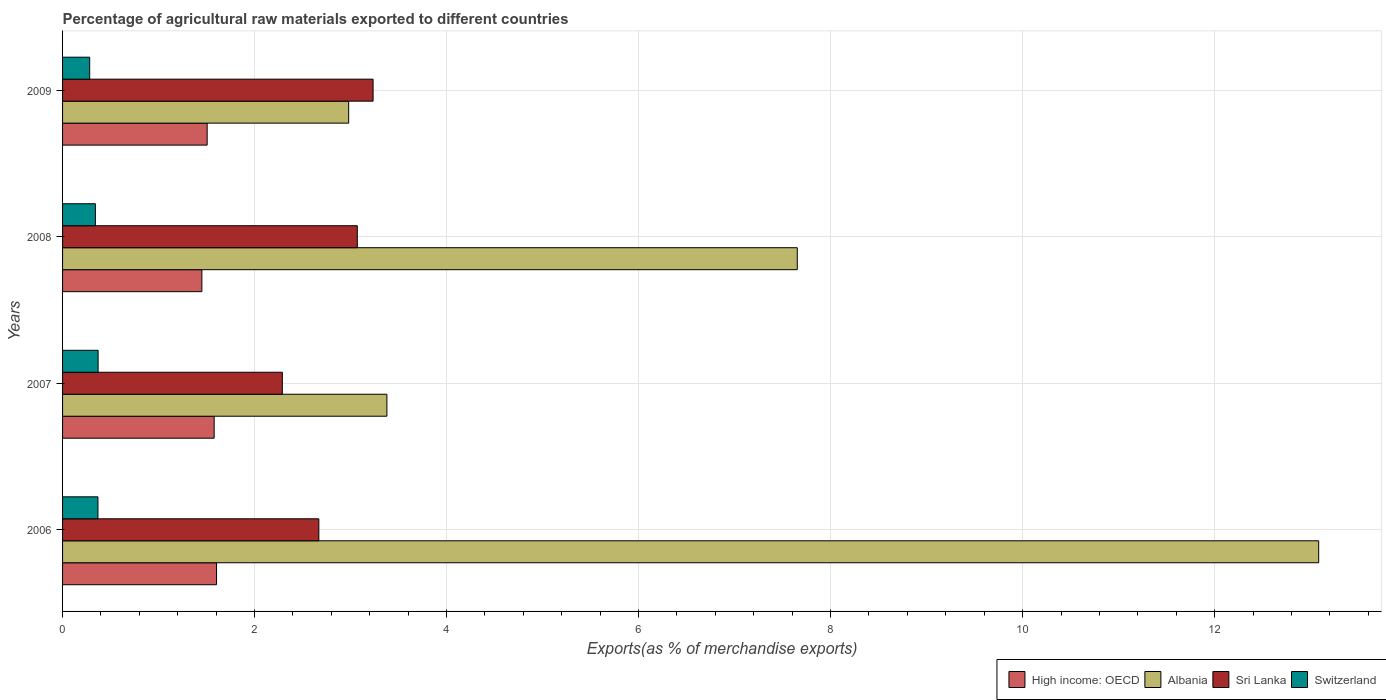 Percentage of agricultural raw materials exported to different countries
2009
2008
2007
2006
Years
0
2
4
6
8
10
12
Exports(as % of merchandise exports)
High income: OECD
Albania
Sri Lanka
Switzerland